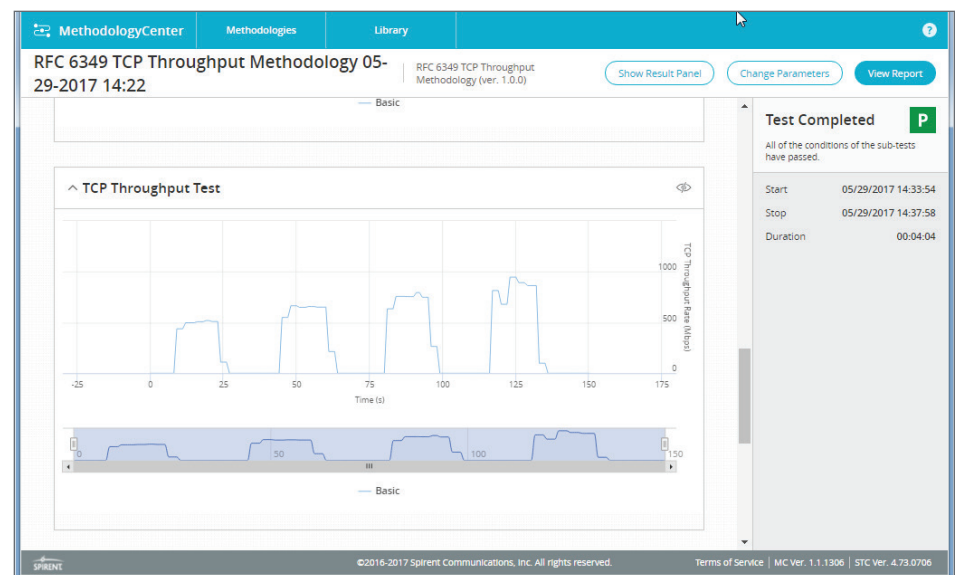 MethodologyCenter Methodologies Library ?
RFC 6349 TCP Throughput Methodology 05-
29-2017 14:22
RFC 6349 TCP Throughput
Methodology (ver. 1.0.0)
Show Result Panel Change Parameters View Report
Basic
Test Completed P
All of the conditions of the sub-tests
have passed.
Start 05/29/2017 14:33:54
Stop 05/29/2017 14:37:58
Duration 00:04:04
TCP Throughput Test
1000
500
0
TCP Throughput Rate (Mbps)
-25 0 25 50 75 100 125 150 175
Time (s)
0 50 100 150
Basic
SPIRENT ©2016-2017 Spirent Communications, Inc. All rights reserved. Terms of Service | MC Ver. 1.1.1306 | STC Ver. 4.73.0706